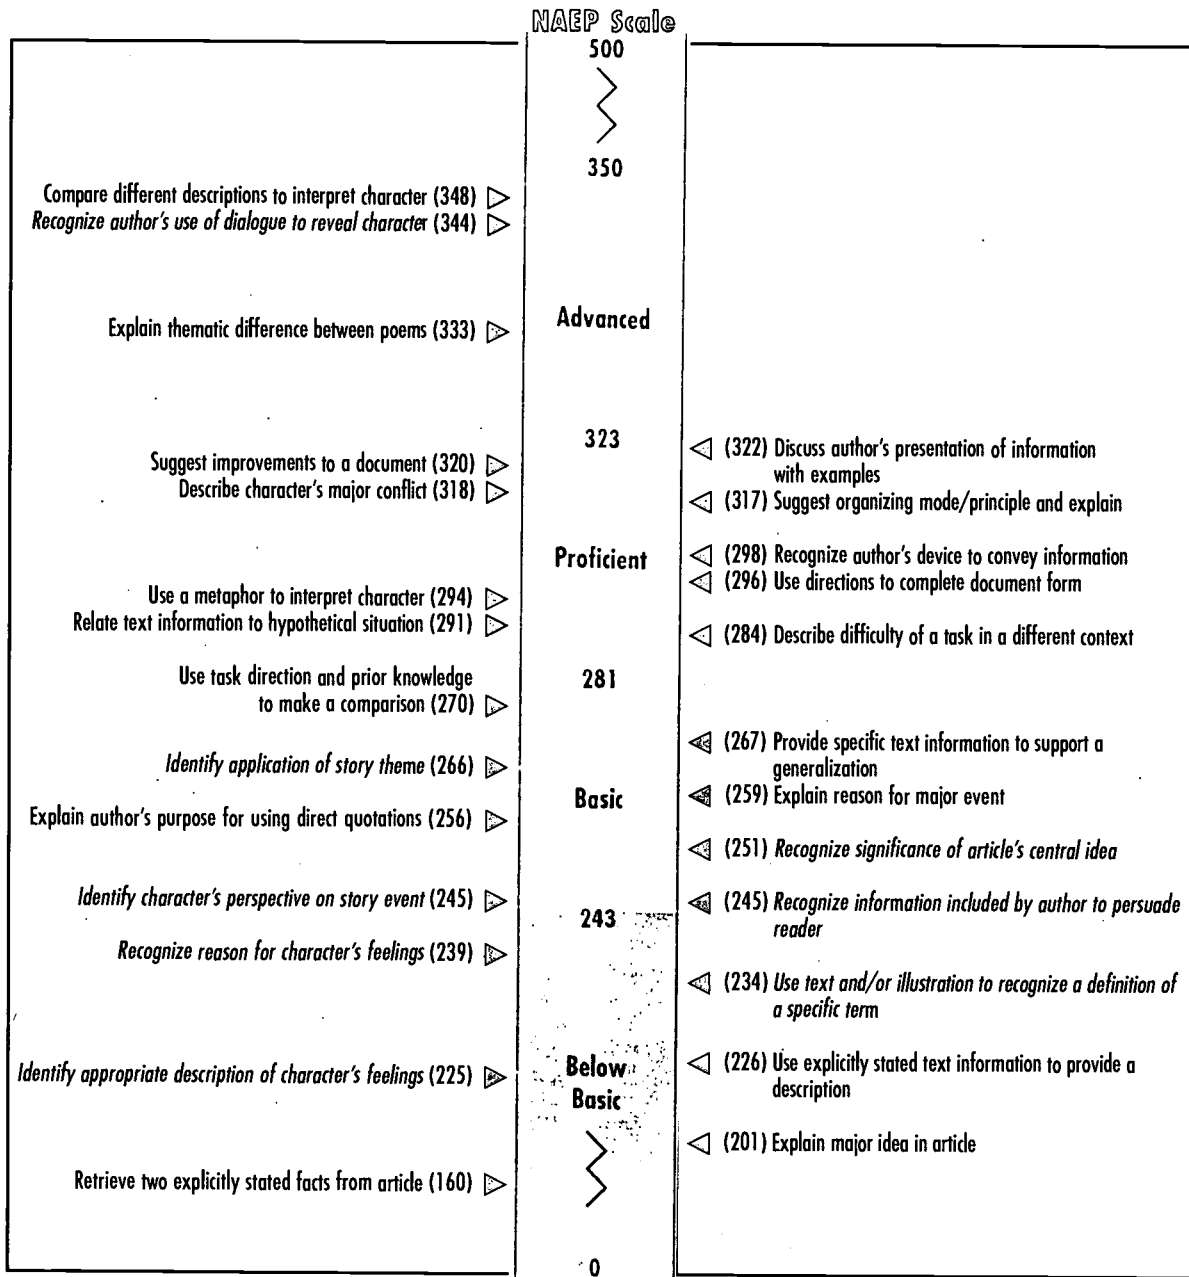 NAEP Scale
500
350
Compare different descriptions to interpret character (348)
Recognize author's use of dialogue to reveal character (344)
Advanced
Explain thematic difference between poems (333)
323
(322) Discuss author's presentation of information
with examples
Suggest improvements to a document (320)
Describe character's major conflict (318)
(317) Suggest organizing mode/principle and explain
Proficient
(298) Recognize author's device to convey information
(296) Use directions to complete document form
Use a metaphor to interpret character (294)
Relate text information to hypothetical situation (291)
(284) Describe difficulty of a task in a different context
281
Use task direction and prior knowledge
to make a comparison (270)
(267) Provide specific text information to support a
generalization
Identify application of story theme (266)
Basic
(259) Explain reason for major event
Explain author's purpose for using direct quotations (256)
(251) Recognize significance of article's central idea
Identify character's perspective on story event (245)
(245) Recognize information included by author to persuade
reader
243
Recognize reason for character's feelings (239)
(234) Use text and/or illustration to recognize a definition of
a specific term
Below
Basic
(226) Use explicitly stated text information to provide a
description
Identify appropriate description of character's feelings (225)
(201) Explain major idea in article
Retrieve two explicitly stated facts from article (160)
0